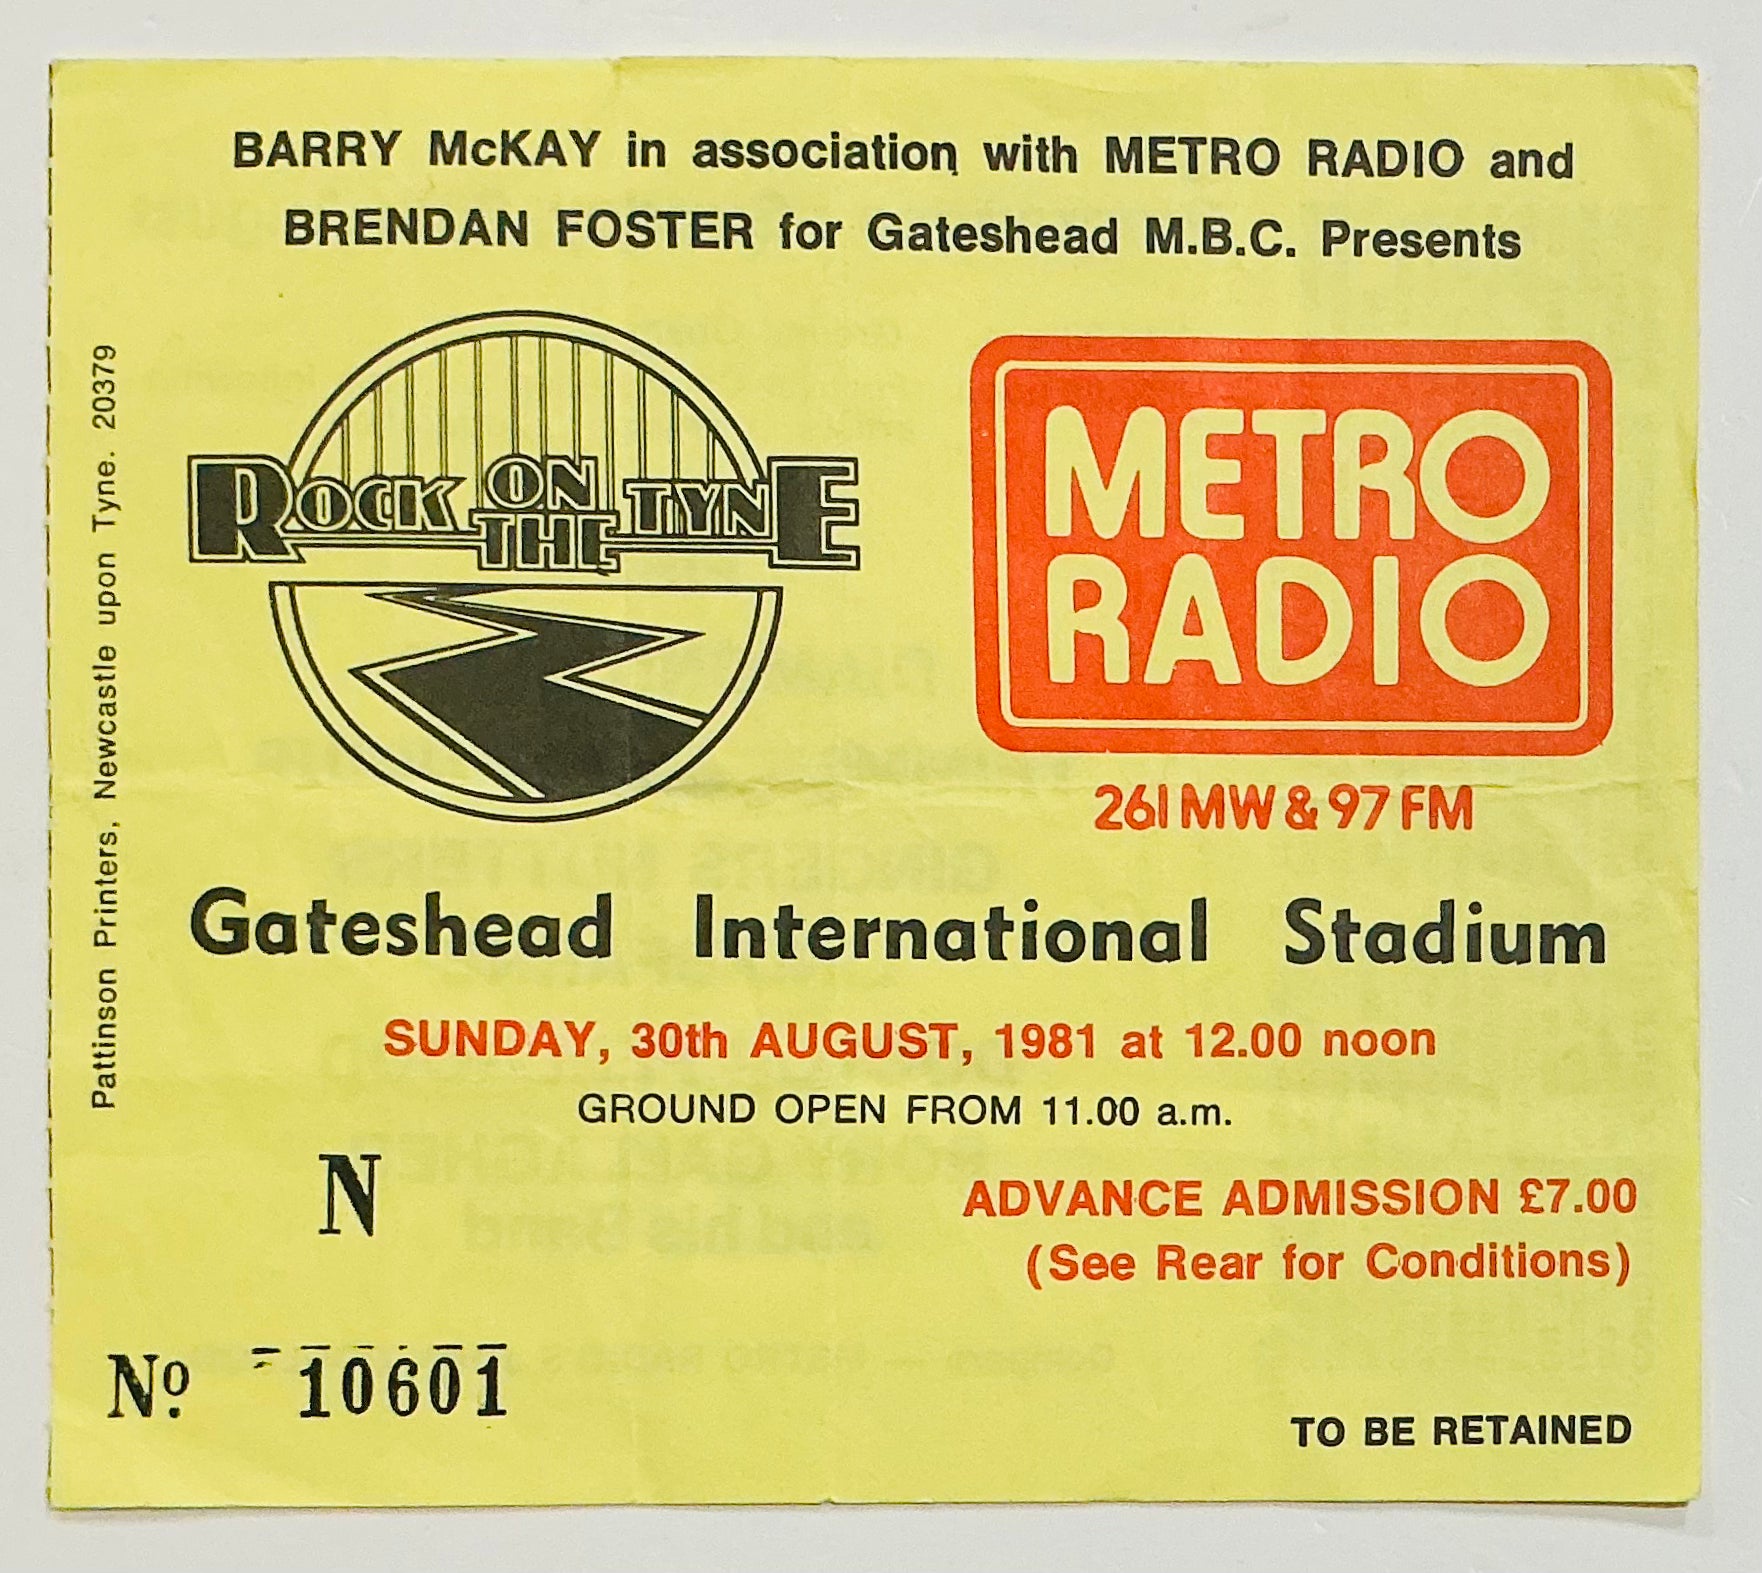 BARRY McKAY in association with METRO RADIO and
BRENDAN FOSTER for Gateshead M.B.C. Presents
ROCK ON THE TYNE
METRO
RADIO
261 MW & 97 FM
Gateshead International Stadium
SUNDAY, 30th AUGUST, 1981 at 12.00 noon
GROUND OPEN FROM 11.00 a.m.
N
ADVANCE ADMISSION £7.00
(See Rear for Conditions)
Nº. 10601
TO BE RETAINED
Pattinson Printers, Newcastle upon Tyne. 20379